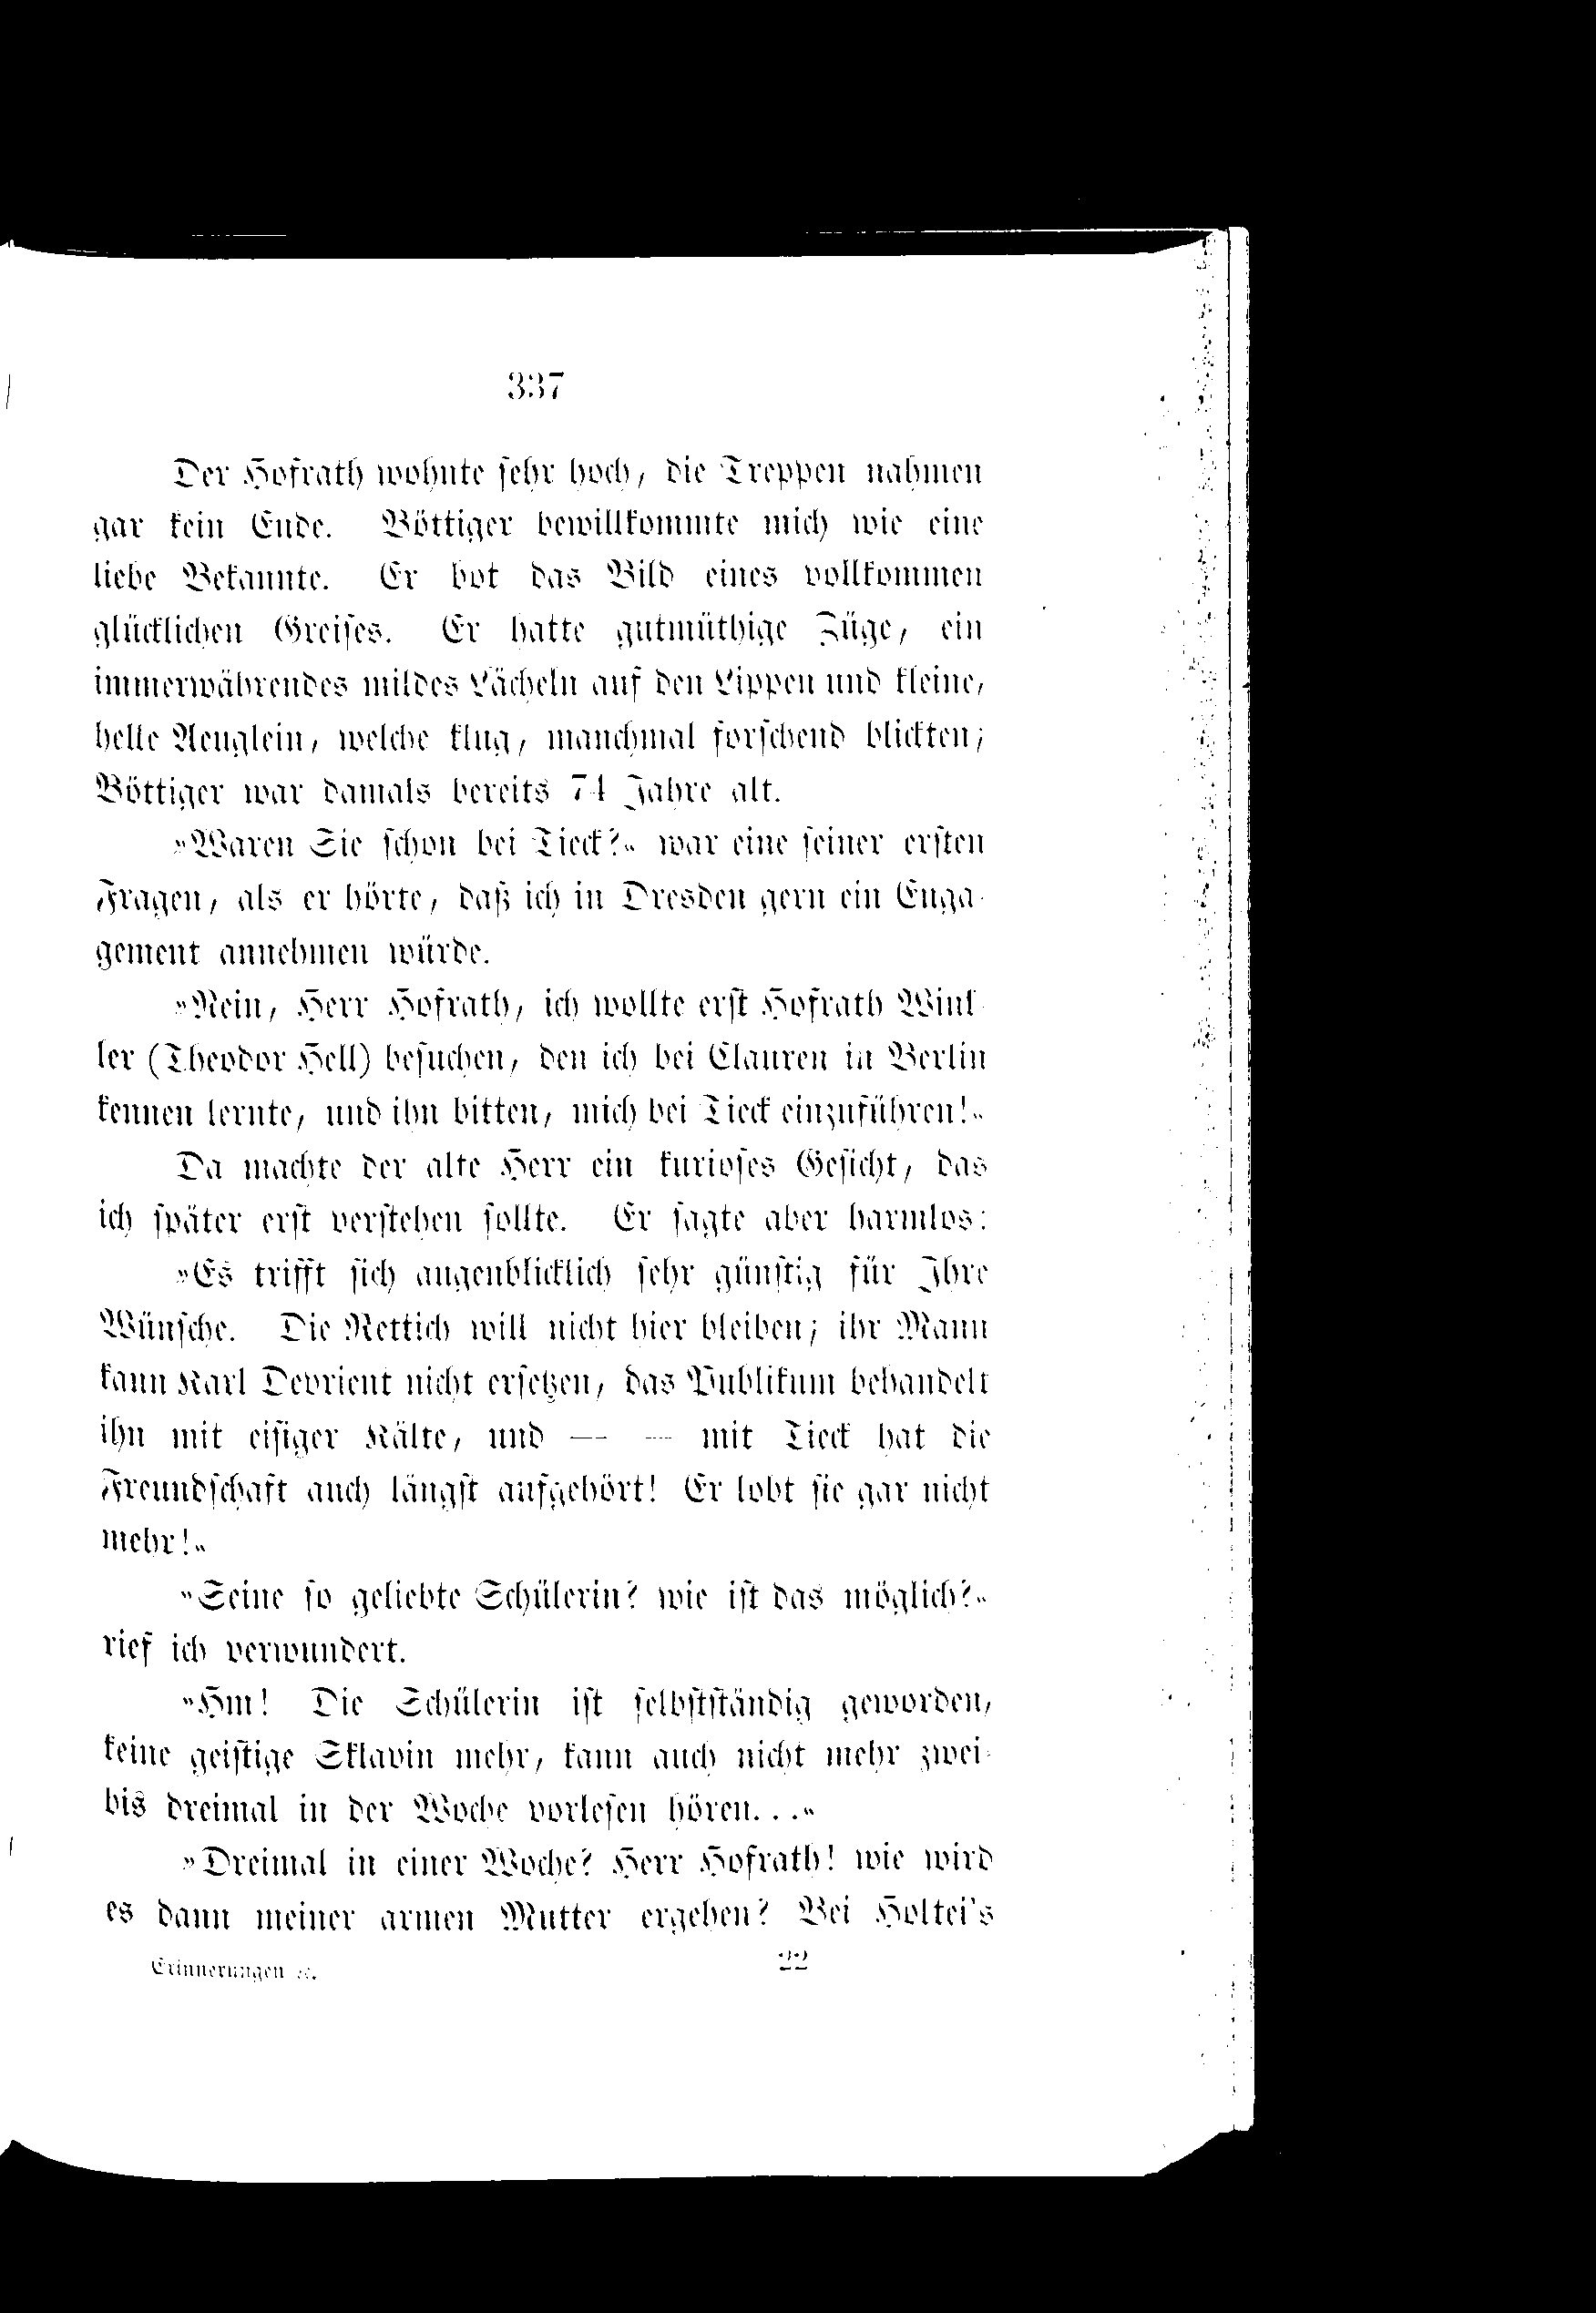 337
Der Hofrath wohnte sehr hoch, die Treppen nahmen
gar kein Ende. Böttiger bewillkommte mich wie eine
liebe Bekannte. Er bot das Bild eines vollkommen
glücklichen Greises. Er hatte gutmüthige Züge, ein
immerwährendes mildes Lächeln auf den Lippen und kleine,
helle Aeuglein, welche klug, manchmal forschend blickten;
Böttiger war damals bereits 74 Jahre alt.
»Waren Sie schon bei Tieck?« war eine seiner ersten
Fragen, als er hörte, daß ich in Dresden gern ein Enga-
gement annehmen würde.
»Nein, Herr Hofrath, ich wollte erst Hofrath Wink-
ler (Theodor Hell) besuchen, den ich bei Clauren in Berlin
kennen lernte, und ihn bitten, mich bei Tieck einzuführen!«
Da machte der alte Herr ein kurioses Gesicht, das
ich später erst verstehen sollte. Er sagte aber harmlos:
»Es trifft sich augenblicklich sehr günstig für Ihre
Wünsche. Die Rettich will nicht hier bleiben; ihr Mann
kann Karl Devrient nicht ersetzen, das Publikum behandelt
ihn mit eisiger Kälte, und — — mit Tieck hat die
Freundschaft auch längst aufgehört! Er lobt sie gar nicht
mehr!«
»Seine so geliebte Schülerin? wie ist das möglich?«
rief ich verwundert.
»Hm! Die Schülerin ist selbstständig geworden,
keine geistige Sklavin mehr, kann auch nicht mehr zwei-
bis dreimal in der Woche vorlesen hören. . .«
»Dreimal in einer Woche? Herr Hofrath! wie wird
es dann meiner armen Mutter ergehen? Bei Holtei's
Erinnerungen ꝛc. 22